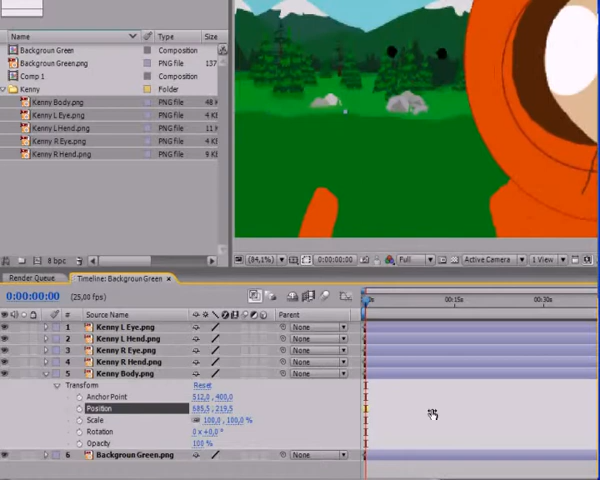 Name Type Size
Backgroun Green Composition
Backgroun Green.png PNG file 137
Comp 1 Composition
Kenny Folder
Kenny Body.png PNG file 48 K
Kenny L Eye.png PNG file 4 K
Kenny L Hend.png PNG file 11 K
Kenny R Eye.png PNG file 4 K
Kenny R Hend.png PNG file 9 K
8 bpc (84,1%) 0:00:00:00 Full Active Camera 1 View
Render Queue Timeline: Backgroun Green ×
0:00:00:00 (25,00 fps)
00:15s 00:30s
# Source Name Parent
1 Kenny L Eye.png None
2 Kenny L Hend.png None
3 Kenny R Eye.png None
4 Kenny R Hend.png None
5 Kenny Body.png None
Transform Reset
Anchor Point 512,0 , 400,0
Position 685,5 , 219,5
Scale 100,0 , 100,0 %
Rotation 0 x +0,0 °
Opacity 100 %
6 Backgroun Green.png None